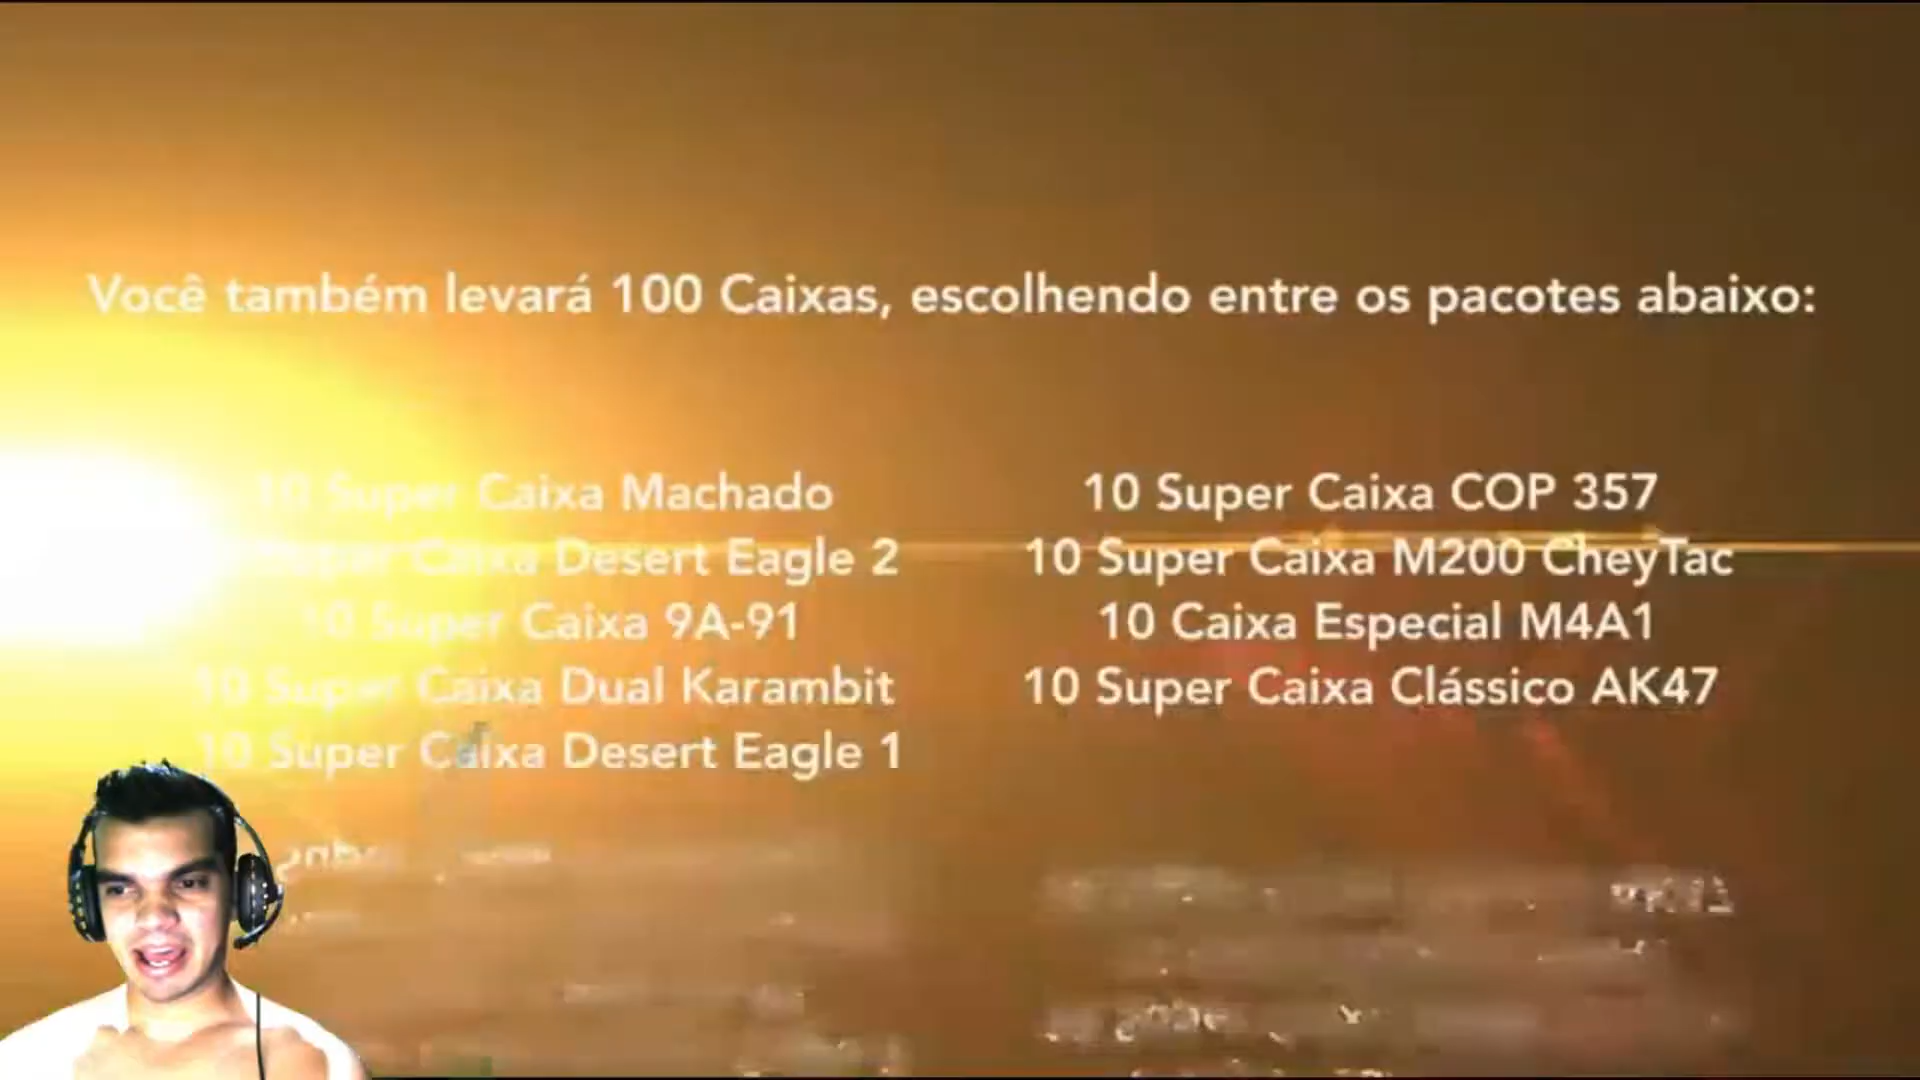 Você também levará 100 Caixas, escolhendo entre os pacotes abaixo:
10 Super Caixa Machado
Super Caixa Desert Eagle 2
10 Super Caixa 9A-91
10 Super Caixa Dual Karambit
10 Super Caixa Desert Eagle 1
10 Super Caixa COP 357
10 Super Caixa M200 CheyTac
10 Caixa Especial M4A1
10 Super Caixa Clássico AK47